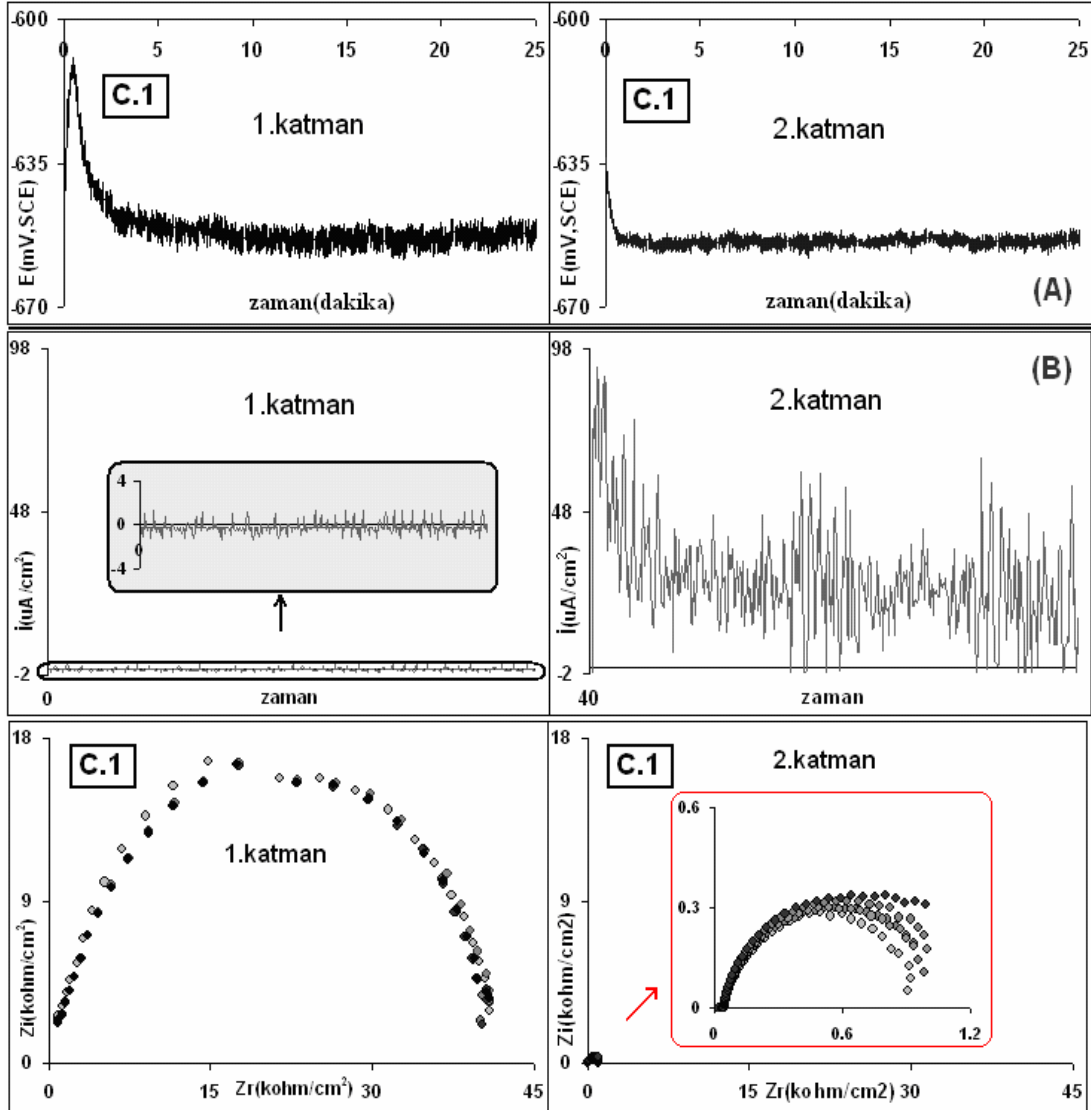 -600
0 5 10 15 20 25
C.1
1.katman
-635
E(mV,SCE)
-670
zaman(dakika)
-600
0 5 10 15 20 25
C.1
2.katman
-635
E(mV,SCE)
-670
zaman(dakika)
(A)
98
1.katman
4
0
0
-4
48
i(uA/cm²)
-2
0
zaman
98
(B)
2.katman
48
i(uA/cm²)
-2
40
zaman
18
C.1
1.katman
9
Zi(kohm/cm²)
0
0 15 30 45
Zr(kohm/cm²)
18
C.1
2.katman
0.6
0.3
0
0 0.6 1.2
9
Zi(kohm/cm2)
0
0 15 30 45
Zr(kohm/cm2)